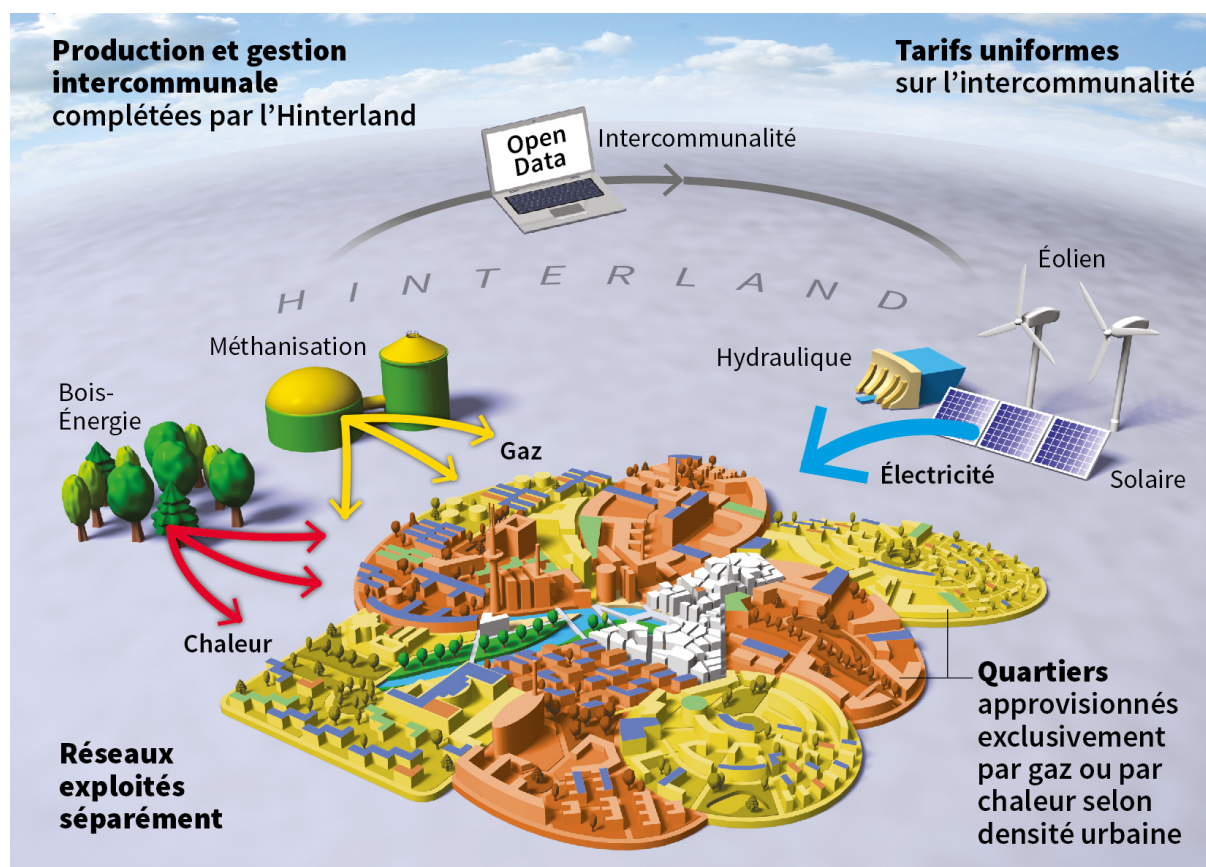 Production et gestion
intercommunale
complétées par l'Hinterland
Tarifs uniformes
sur l'intercommunalité
Open
Data
Intercommunalité
HINTERLAND
Éolien
Méthanisation
Hydraulique
Bois-
Énergie
Gaz
Électricité
Solaire
Chaleur
Quartiers
approvisionnés
exclusivement
par gaz ou par
chaleur selon
densité urbaine
Réseaux
exploités
séparément